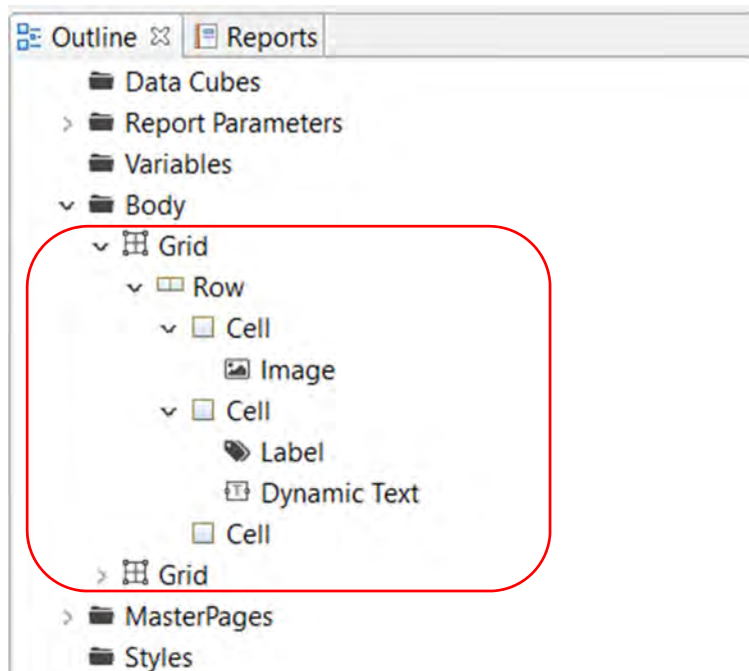 Outline Reports
Data Cubes
Report Parameters
Variables
Body
Grid
Row
Cell
Image
Cell
Label
Dynamic Text
Cell
Grid
MasterPages
Styles